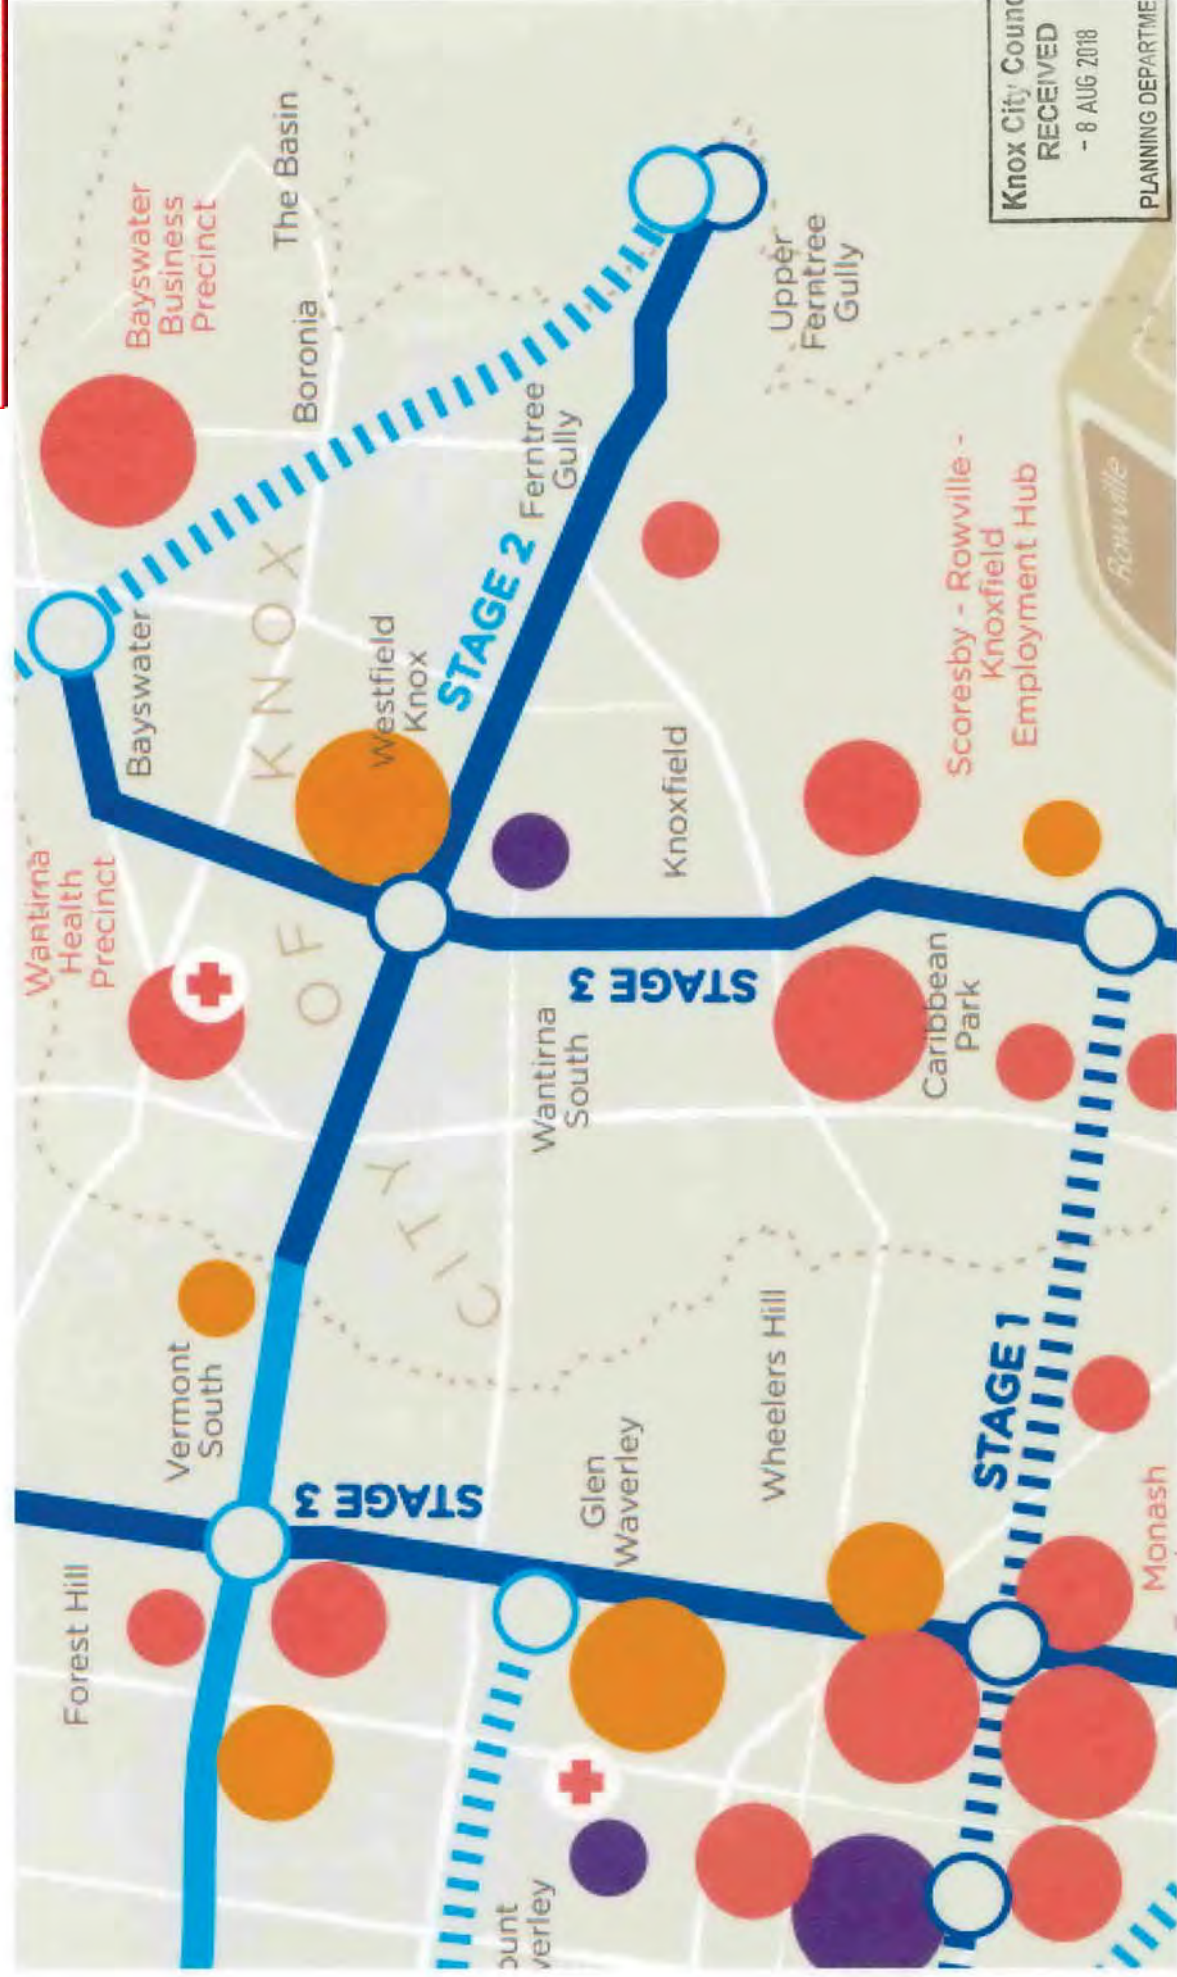 Forest Hill
Vermont
South
STAGE 3
Glen
Waverley
ount
verley
Wheelers Hill
STAGE 1
Monash
Wantirna
Health
Precinct
CITY OF KNOX
Wantirna
South
STAGE 3
Caribbean
Park
Bayswater
Westfield
Knox
STAGE 2
Knoxfield
Scoresby - Rowville -
Knoxfield
Employment Hub
Rowville
Bayswater
Business
Precinct
Boronia
The Basin
Ferntree
Gully
Upper
Ferntree
Gully
Knox City Counc
RECEIVED
- 8 AUG 2018
PLANNING DEPARTME